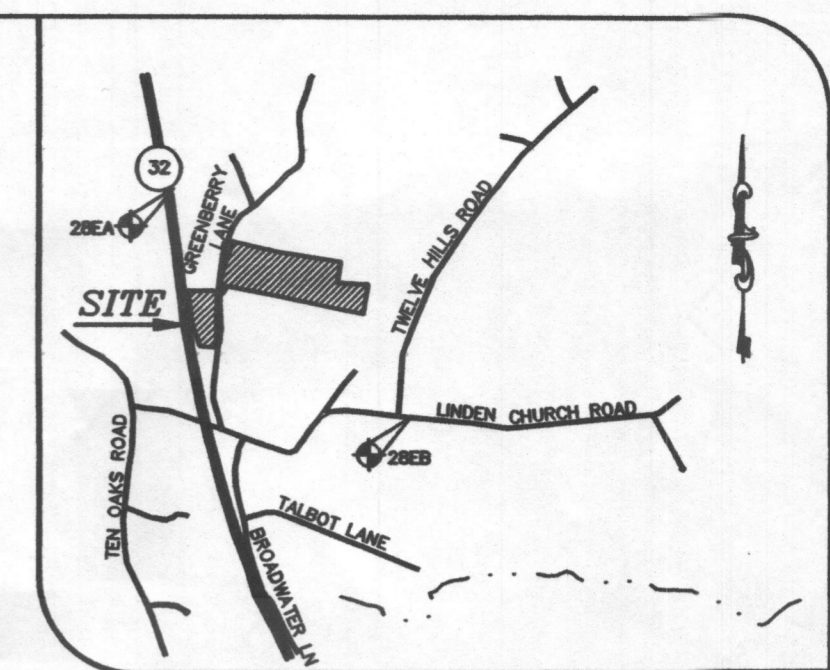 32
28EA
GREENBERRY
LANE
TWELVE HILLS ROAD
SITE
LINDEN CHURCH ROAD
28EB
TEN OAKS ROAD
TALBOT LANE
BROADWATER LN